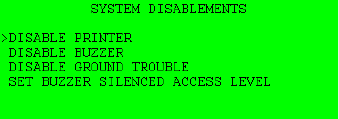 SYSTEM DISABLEMENTS
>DISABLE PRINTER
DISABLE BUZZER
DISABLE GROUND TROUBLE
SET BUZZER SILENCED ACCESS LEVEL